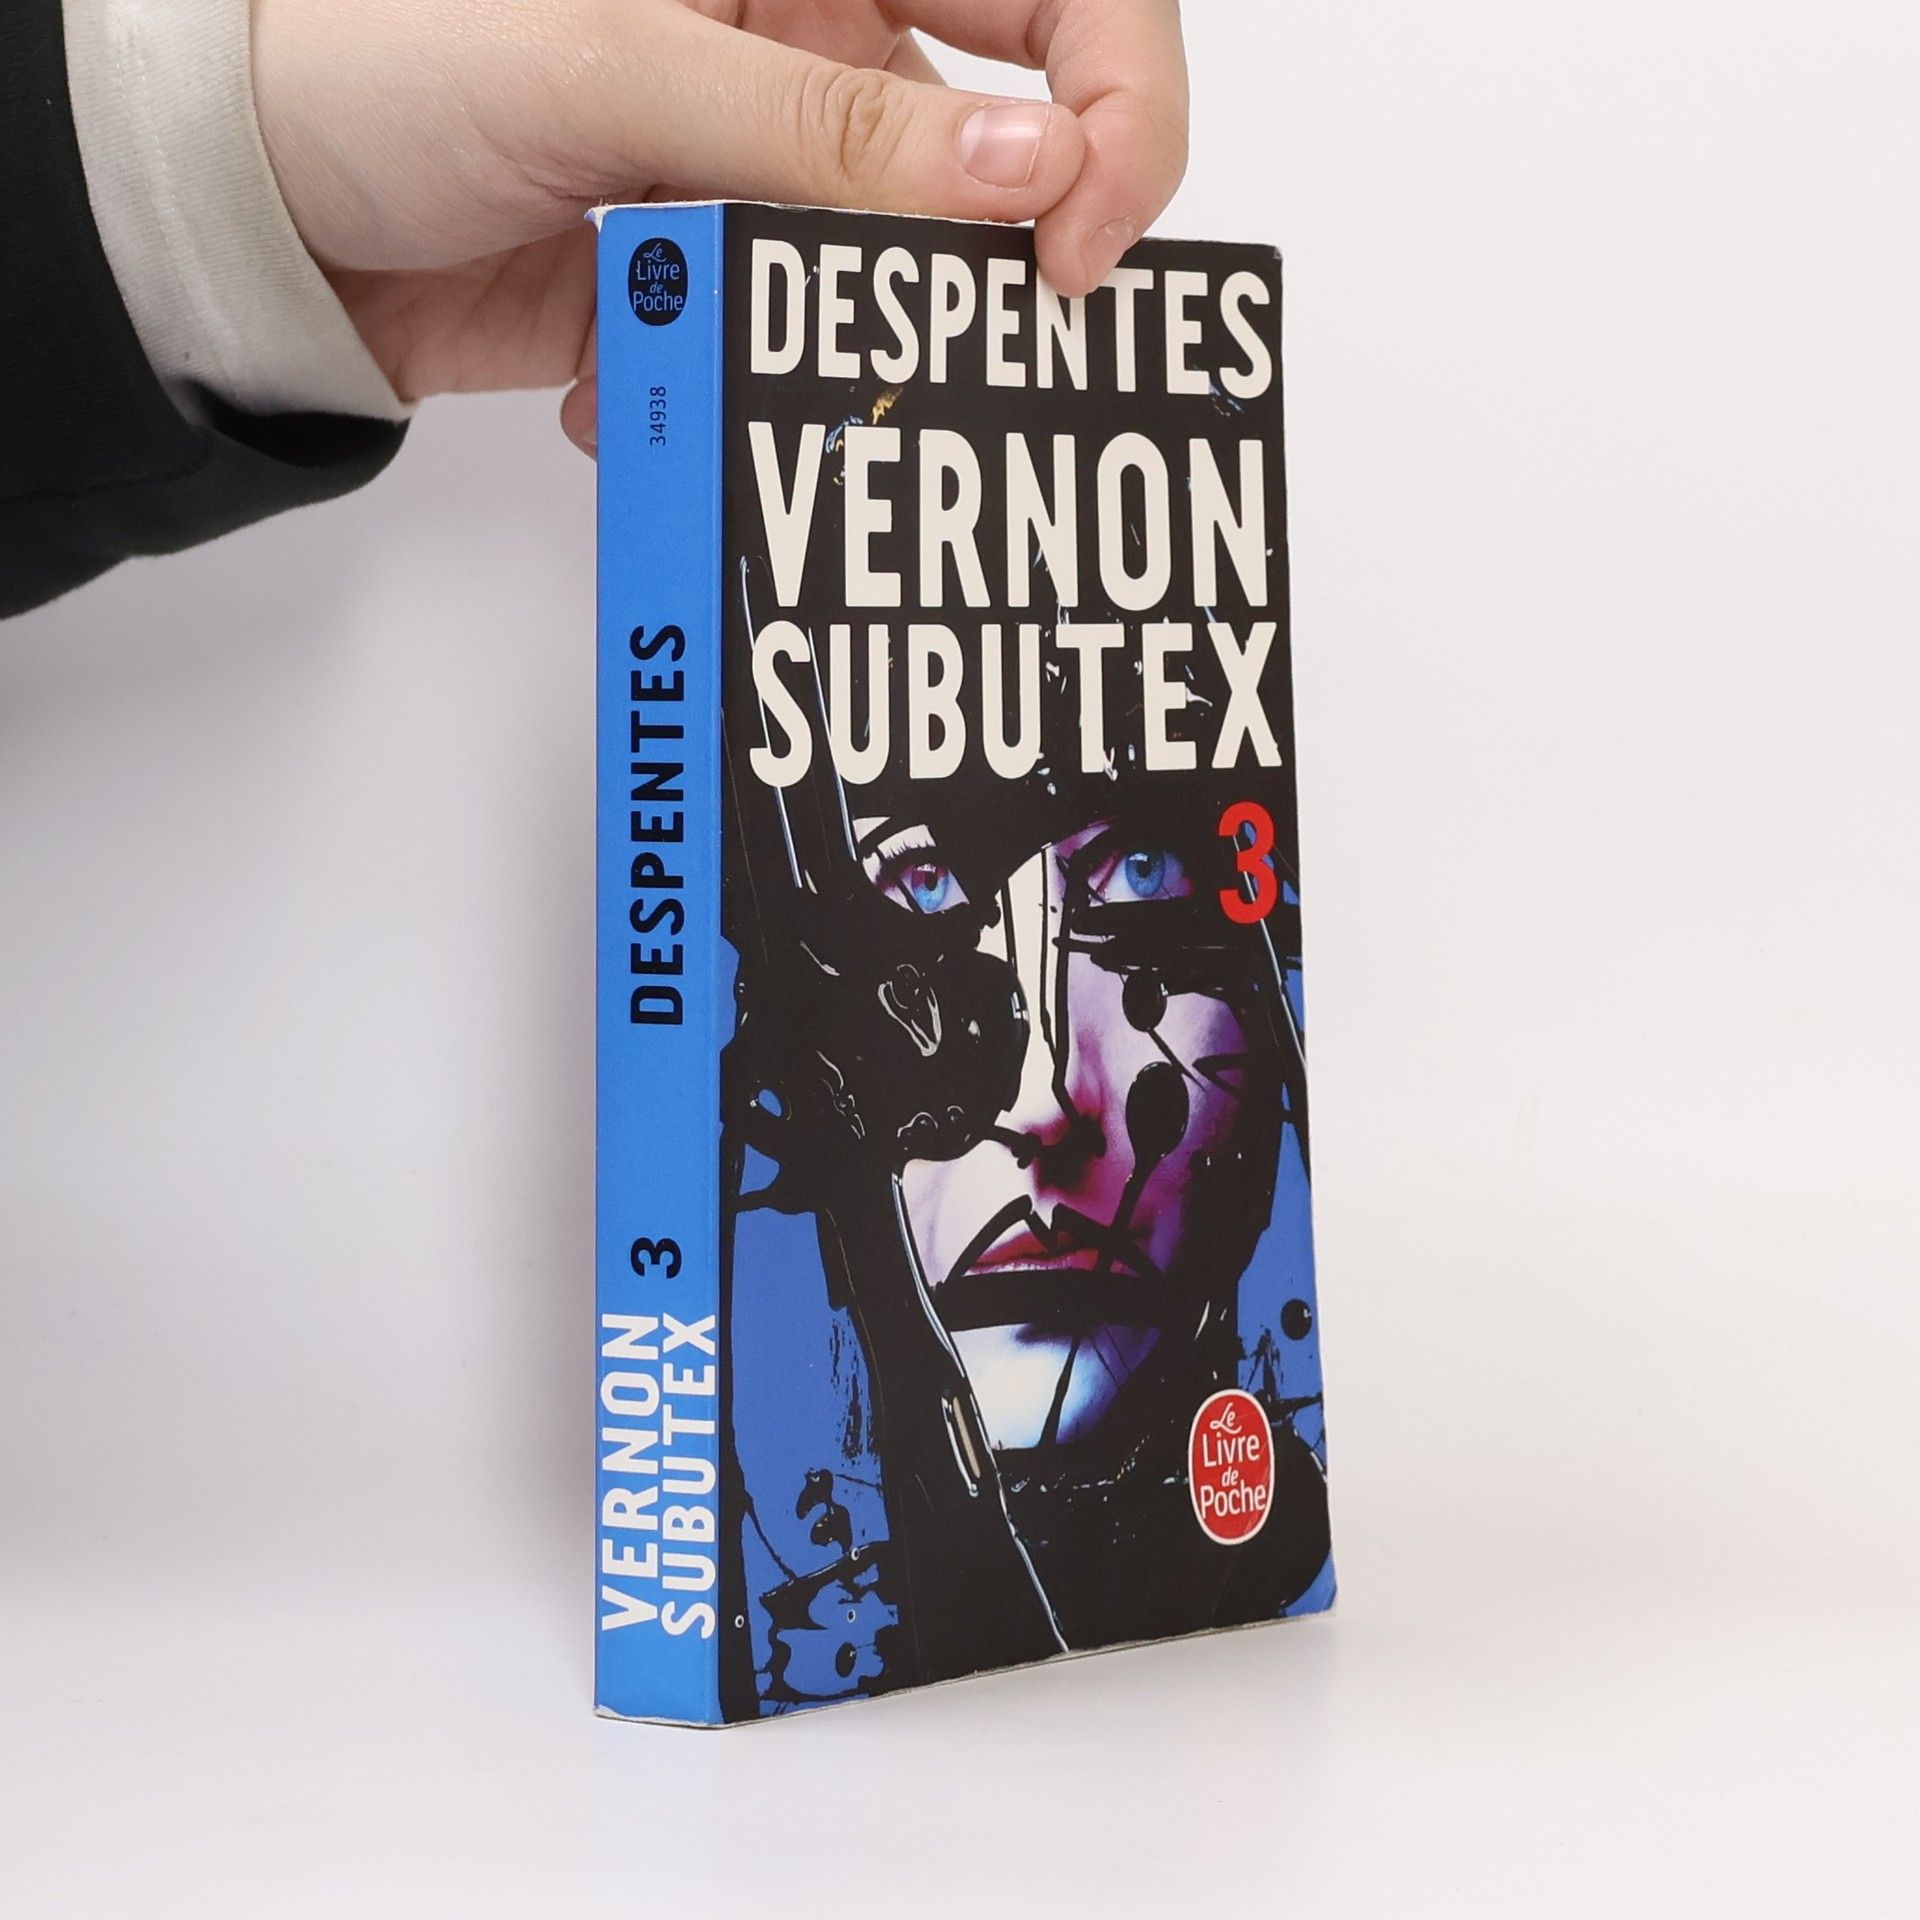 Le
Livre
de
Poche
34938
DESPENTES
3
VERNON
SUBUTEX
DESPENTES
VERNON
SUBUTEX
3
Le
Livre
de
Poche